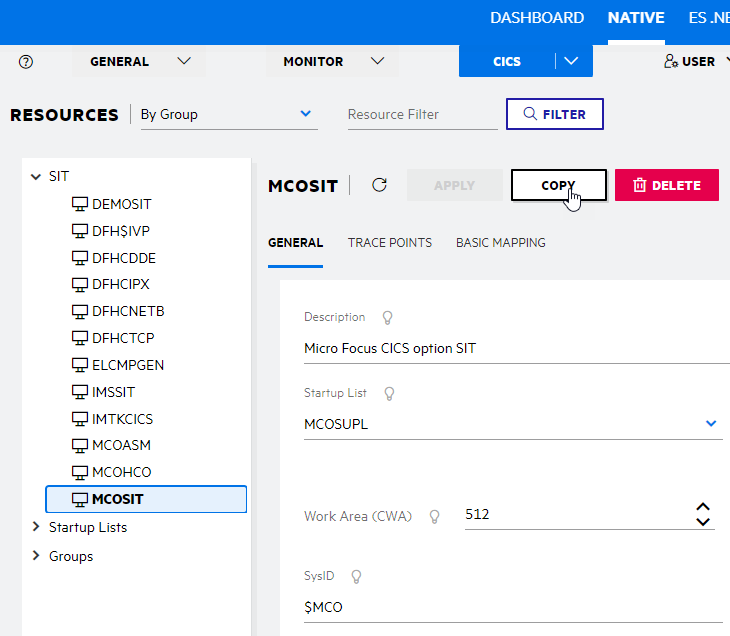 DASHBOARD NATIVE ES .NE
GENERAL MONITOR CICS USER
RESOURCES By Group Resource Filter FILTER
SIT
DEMOSIT
DFH$IVP
DFHCDDE
DFHCIPX
DFHCNETB
DFHCTCP
ELCMPGEN
IMSSIT
IMTKCICS
MCOASM
MCOHCO
MCOSIT
Startup Lists
Groups
MCOSIT APPLY COPY DELETE
GENERAL TRACE POINTS BASIC MAPPING
Description
Micro Focus CICS option SIT
Startup List
MCOSUPL
Work Area (CWA) 512
SysID
$MCO